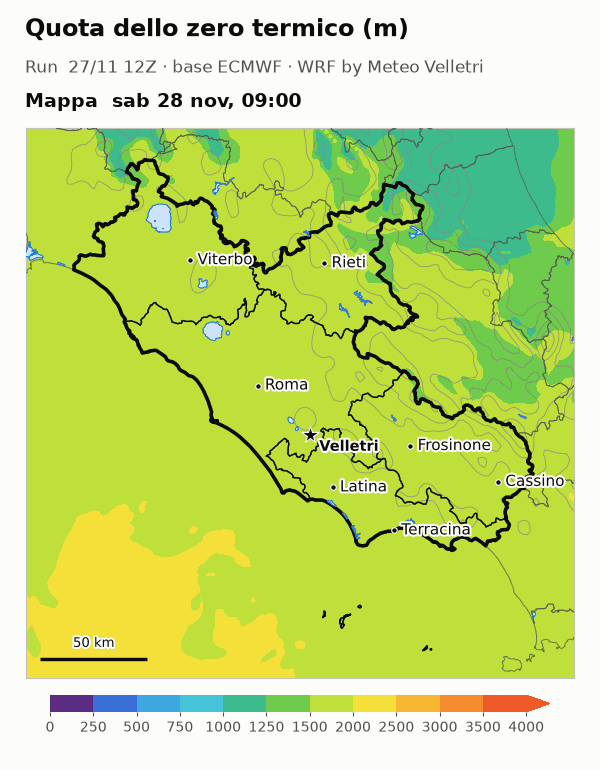 Quota dello zero termico (m)
Run  27/11 12Z · base ECMWF · WRF by Meteo Velletri
Mappa  sab 28 nov, 09:00
Viterbo
Rieti
Roma
Velletri
Frosinone
Latina
Cassino
Terracina
50 km
0 250 500 750 1000 1250 1500 2000 2500 3000 3500 4000